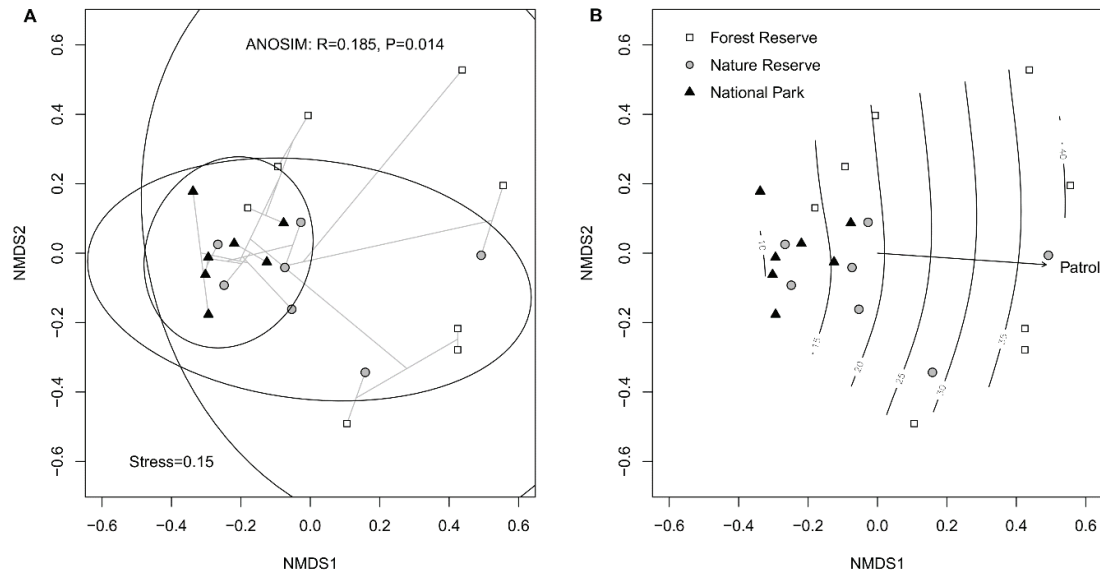 A
ANOSIM: R=0.185, P=0.014
Stress=0.15
NMDS2
0.6
0.4
0.2
0.0
−0.2
−0.4
−0.6
−0.6 −0.4 −0.2 0.0 0.2 0.4 0.6
NMDS1
B
Forest Reserve
Nature Reserve
National Park
Patrol
10
15
20
25
30
35
40
NMDS2
0.6
0.4
0.2
0.0
−0.2
−0.4
−0.6
−0.6 −0.4 −0.2 0.0 0.2 0.4 0.6
NMDS1